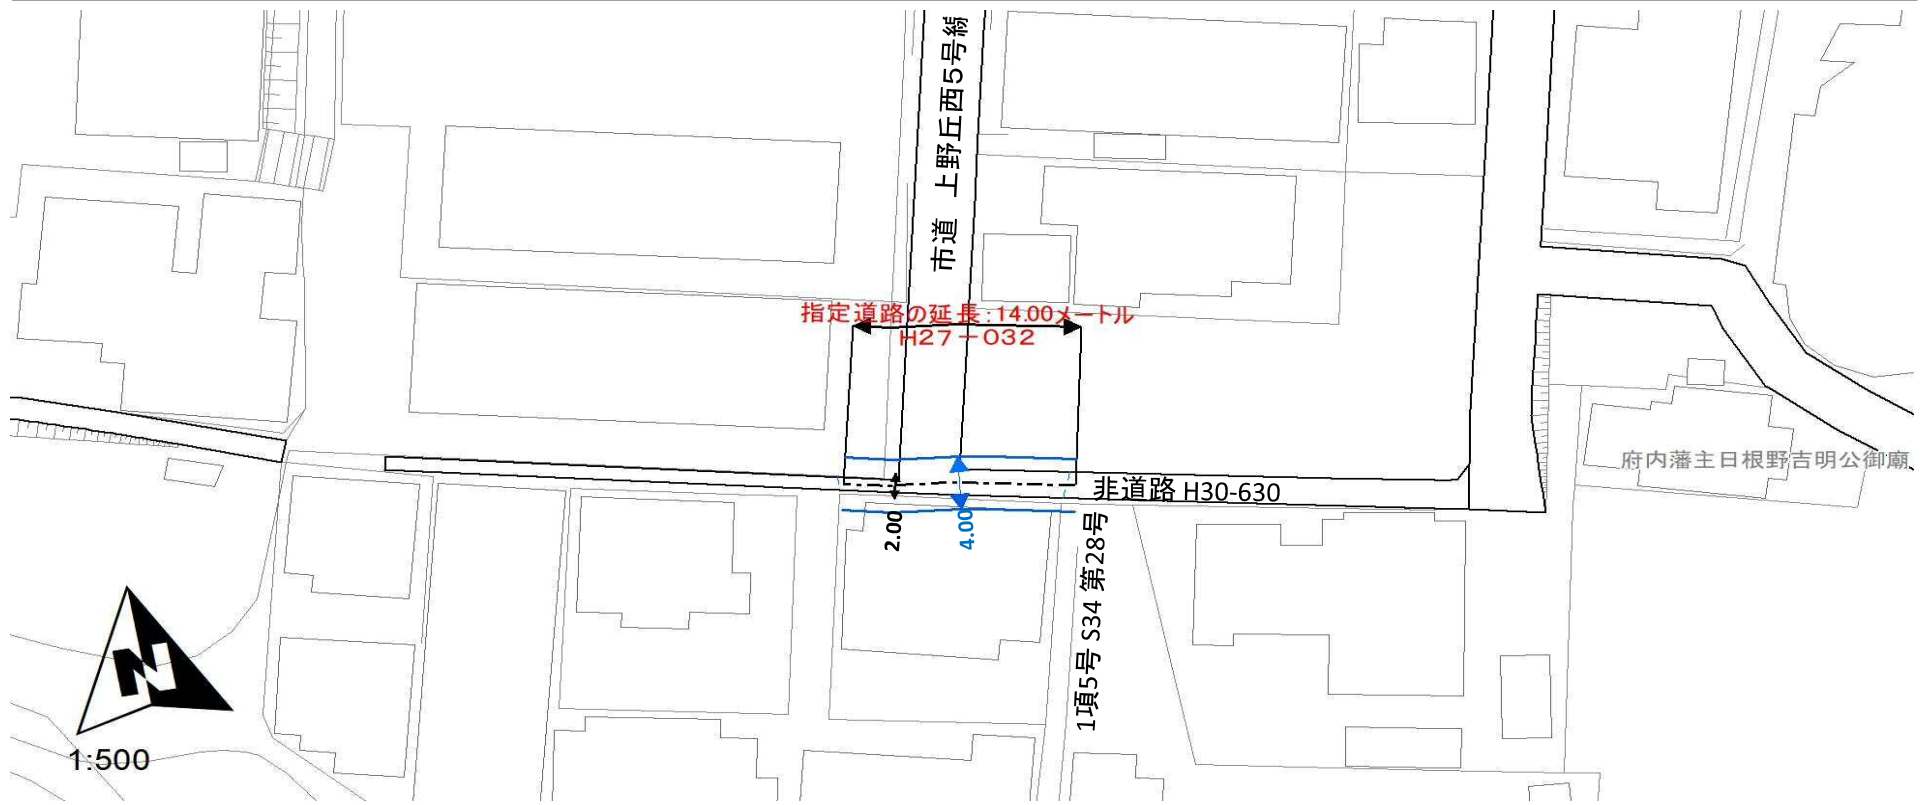 市道 上野丘西5号線
指定道路の延長:14.00メートル
H27-032
府内藩主日根野吉明公御廟
非道路 H30-630
2.00
4.00
1項5号 S34 第28号
N
1:500